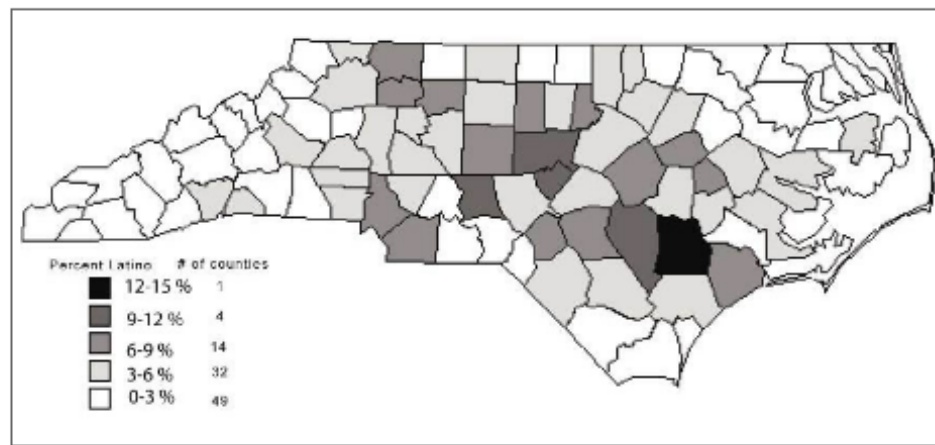 Percent Latino # of counties
12-15 % 1
9-12 % 4
6-9 % 14
3-6 % 32
0-3 % 49